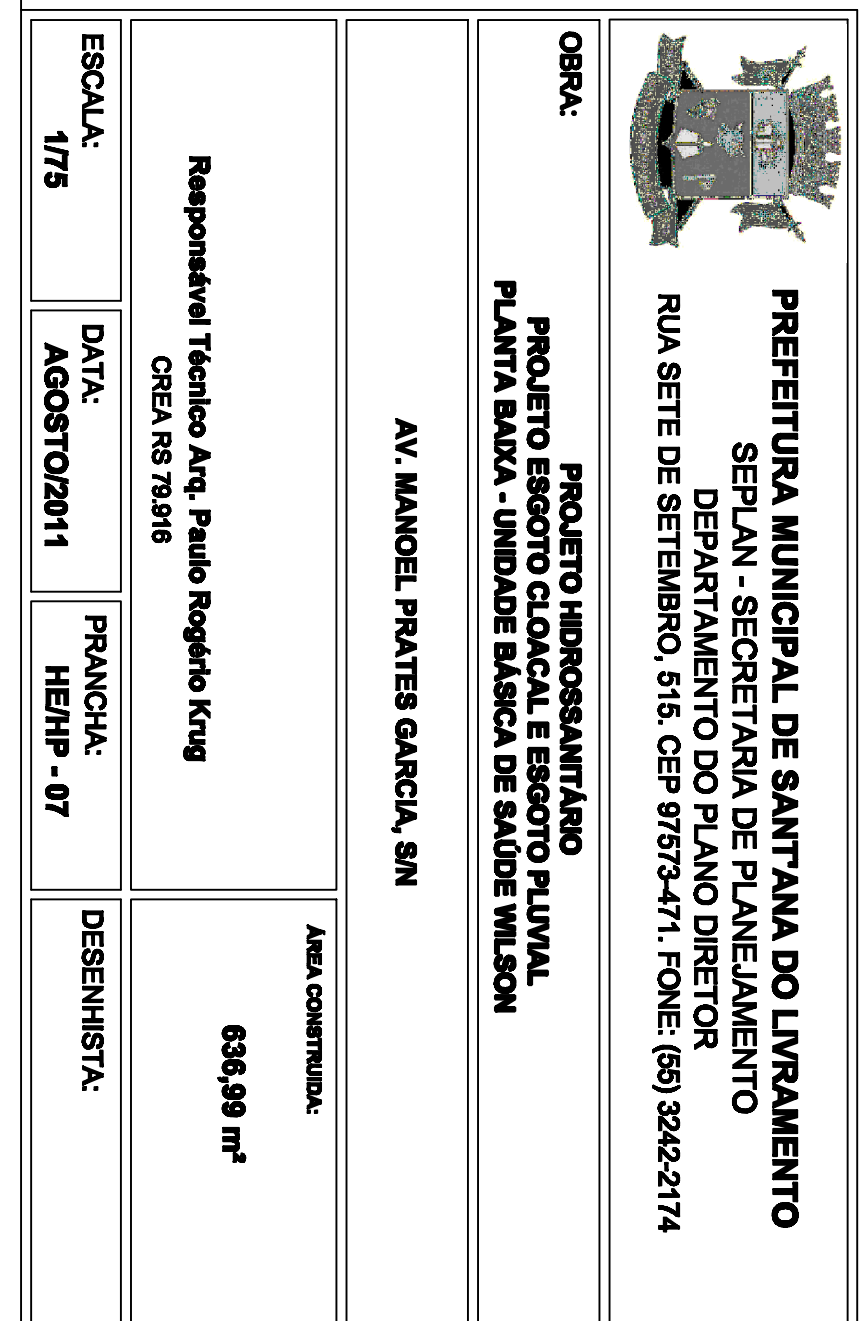 PREFEITURA MUNICIPAL DE SANT'ANA DO LIVRAMENTO
SEPLAN - SECRETARIA DE PLANEJAMENTO
DEPARTAMENTO DO PLANO DIRETOR
RUA SETE DE SETEMBRO, 515. CEP 97573-471. FONE: (55) 3242-2174
OBRA:
PROJETO HIDROSSANITÁRIO
PROJETO ESGOTO CLOACAL E ESGOTO PLUVIAL
PLANTA BAIXA - UNIDADE BÁSICA DE SAÚDE WILSON
AV. MANOEL PRATES GARCIA, S/N
Responsável Técnico Arq. Paulo Rogério Krug
CREA RS 79.916
ÁREA CONSTRUIDA:
636,99 m²
ESCALA:
1/75
DATA:
AGOSTO/2011
PRANCHA:
HE/HP - 07
DESENHISTA: